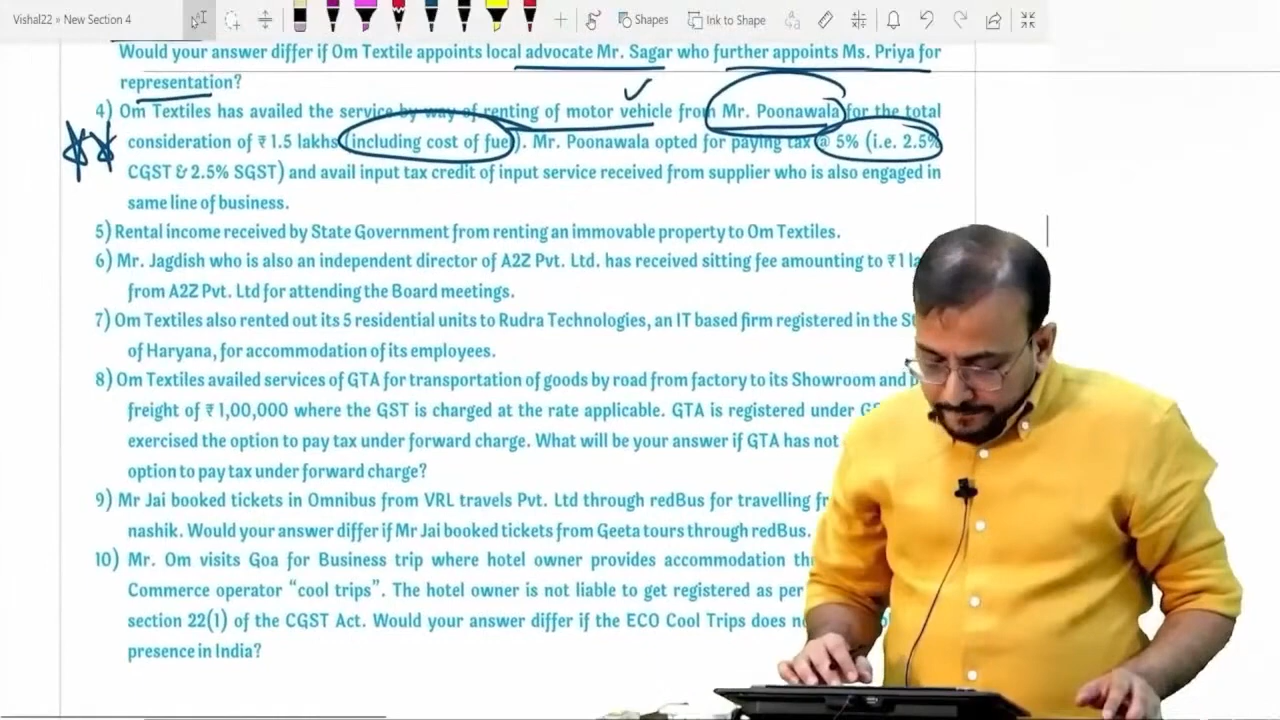 Vishal22 » New Section 4
Shapes
Ink to Shape
Would your answer differ if Om Textile appoints local advocate Mr. Sagar who further appoints Ms. Priya for
representation?
4) Om Textiles has availed the service by way of renting of motor vehicle from Mr. Poonawala for the total
consideration of ₹ 1.5 lakhs (including cost of fuel). Mr. Poonawala opted for paying tax @ 5% (i.e. 2.5%
CGST & 2.5% SGST) and avail input tax credit of input service received from supplier who is also engaged in
same line of business.
5) Rental income received by State Government from renting an immovable property to Om Textiles.
6) Mr. Jagdish who is also an independent director of A2Z Pvt. Ltd. has received sitting fee amounting to ₹ 1
from A2Z Pvt. Ltd for attending the Board meetings.
7) Om Textiles also rented out its 5 residential units to Rudra Technologies, an IT based firm registered in the
of Haryana, for accommodation of its employees.
8) Om Textiles availed services of GTA for transportation of goods by road from factory to its Showroom and
freight of ₹ 1,00,000 where the GST is charged at the rate applicable. GTA is registered under
exercised the option to pay tax under forward charge. What will be your answer if GTA has not
option to pay tax under forward charge?
9) Mr Jai booked tickets in Omnibus from VRL travels Pvt. Ltd through redBus for travelling
nashik. Would your answer differ if Mr Jai booked tickets from Geeta tours through redBus.
10) Mr. Om visits Goa for Business trip where hotel owner provides accommodation
Commerce operator “cool trips”. The hotel owner is not liable to get registered as per
section 22(1) of the CGST Act. Would your answer differ if the ECO Cool Trips does
presence in India?